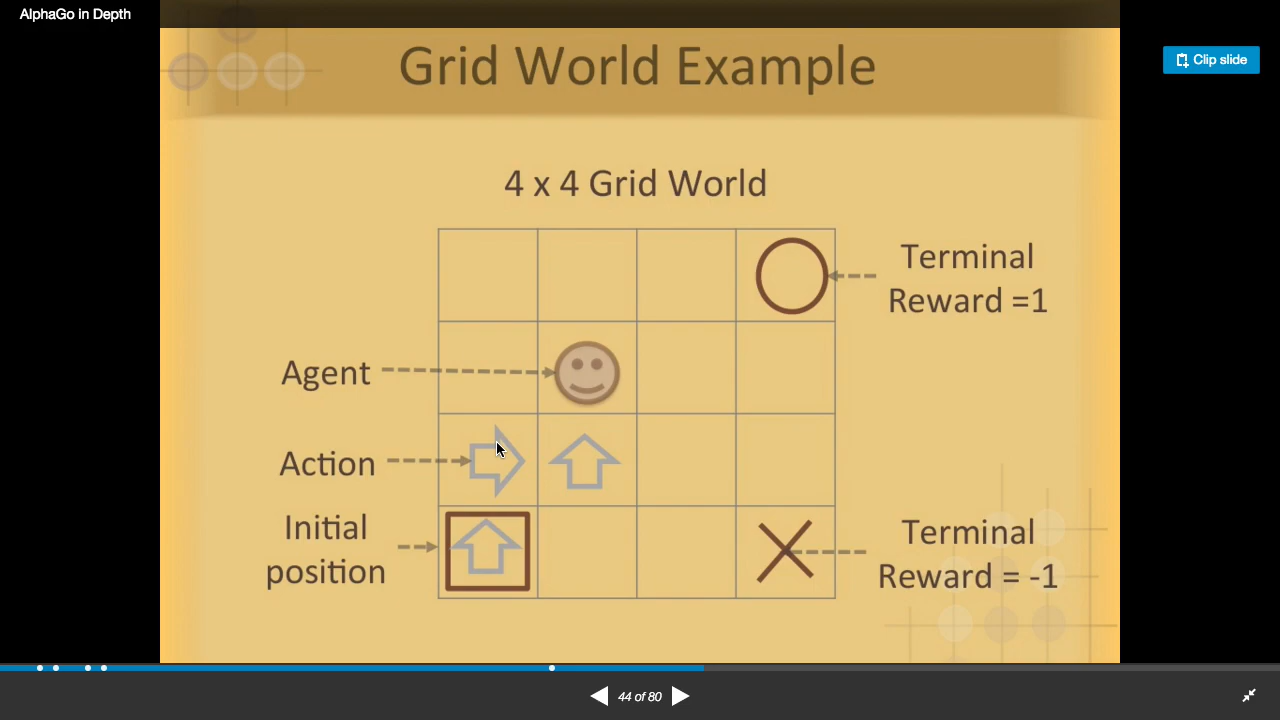 AlphaGo in Depth
Grid World Example
Clip slide
4 x 4 Grid World
Terminal
Reward =1
Agent
Action
Initial
position
Terminal
Reward = -1
44 of 80